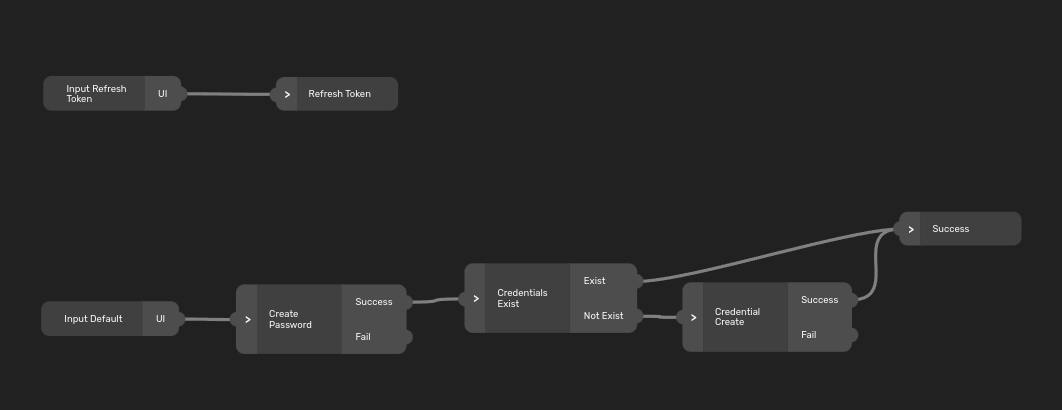 Input Refresh
Token
UI
>
Refresh Token
>
Success
Input Default
UI
>
Create
Password
Success
Fail
>
Credentials
Exist
Exist
Not Exist
>
Credential
Create
Success
Fail